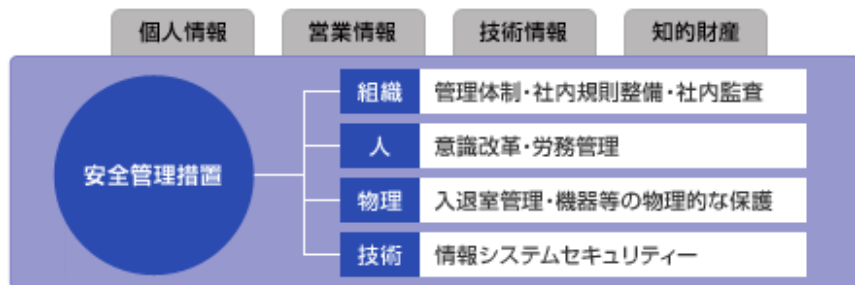 個人情報 営業情報 技術情報 知的財産
安全管理措置
組織 管理体制・社内規則整備・社内監査
人 意識改革・労務管理
物理 入退室管理・機器等の物理的な保護
技術 情報システムセキュリティー